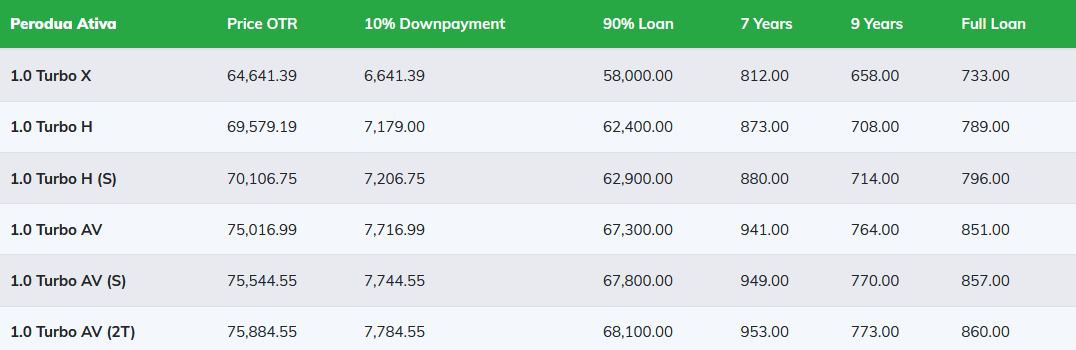 Perodua Ativa Price OTR 10% Downpayment 90% Loan 7 Years 9 Years Full Loan
1.0 Turbo X 64,641.39 6,641.39 58,000.00 812.00 658.00 733.00
1.0 Turbo H 69,579.19 7,179.00 62,400.00 873.00 708.00 789.00
1.0 Turbo H (S) 70,106.75 7,206.75 62,900.00 880.00 714.00 796.00
1.0 Turbo AV 75,016.99 7,716.99 67,300.00 941.00 764.00 851.00
1.0 Turbo AV (S) 75,544.55 7,744.55 67,800.00 949.00 770.00 857.00
1.0 Turbo AV (2T) 75,884.55 7,784.55 68,100.00 953.00 773.00 860.00